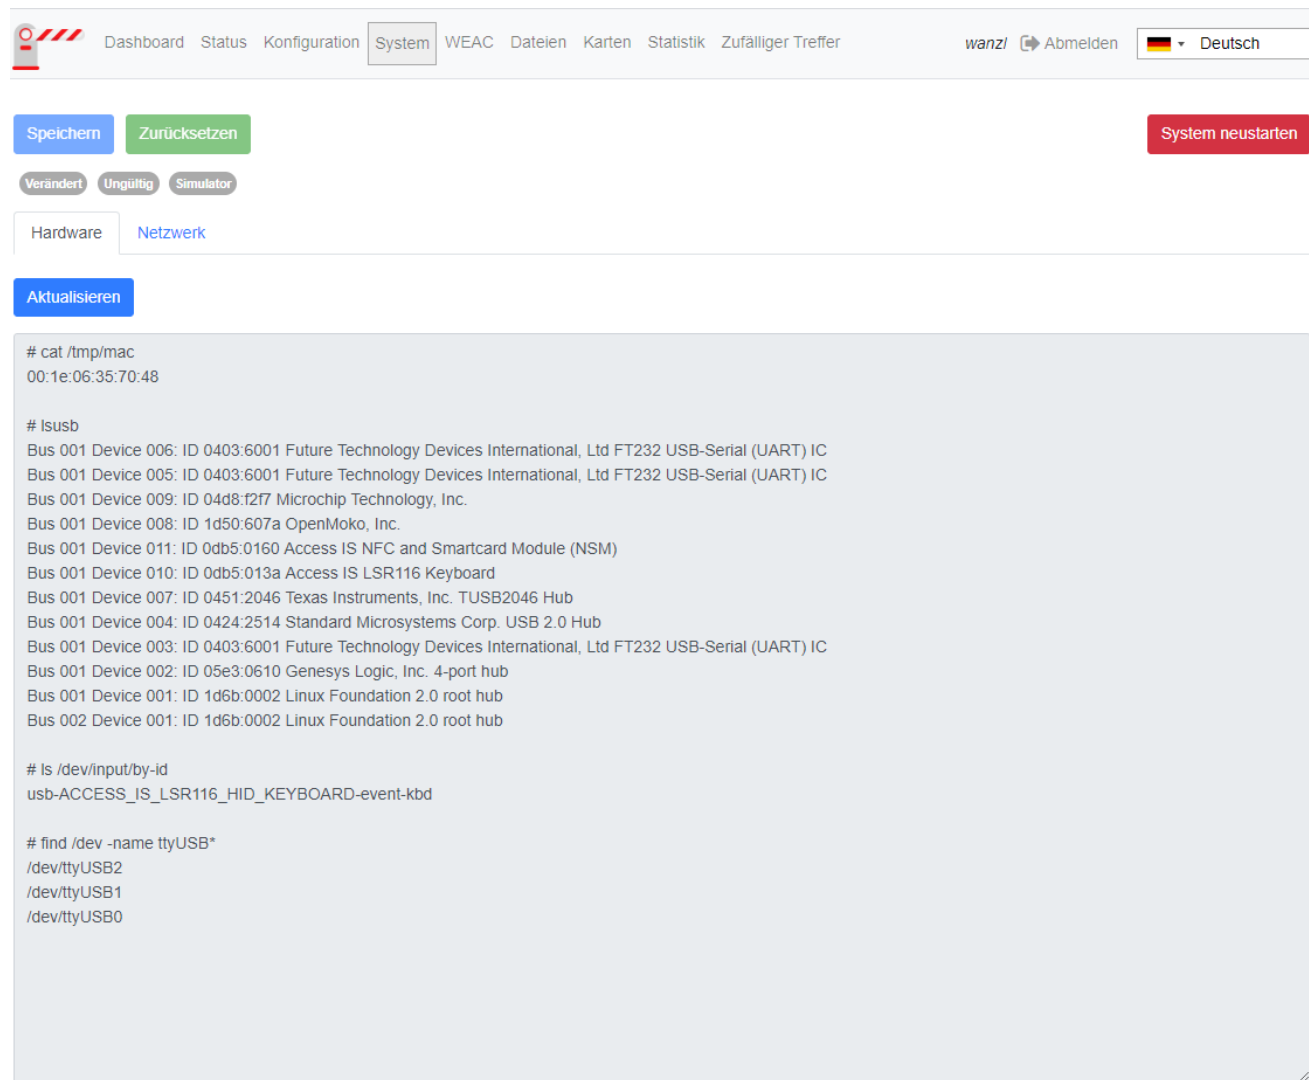 Dashboard Status Konfiguration System WEAC Dateien Karten Statistik Zufälliger Treffer wanzl Abmelden Deutsch
Speichern Zurücksetzen System neustarten
Verändert Ungültig Simulator
Hardware Netzwerk
Aktualisieren
# cat /tmp/mac
00:1e:06:35:70:48
# lsusb
Bus 001 Device 006: ID 0403:6001 Future Technology Devices International, Ltd FT232 USB-Serial (UART) IC
Bus 001 Device 005: ID 0403:6001 Future Technology Devices International, Ltd FT232 USB-Serial (UART) IC
Bus 001 Device 009: ID 04d8:f2f7 Microchip Technology, Inc.
Bus 001 Device 008: ID 1d50:607a OpenMoko, Inc.
Bus 001 Device 011: ID 0db5:0160 Access IS NFC and Smartcard Module (NSM)
Bus 001 Device 010: ID 0db5:013a Access IS LSR116 Keyboard
Bus 001 Device 007: ID 0451:2046 Texas Instruments, Inc. TUSB2046 Hub
Bus 001 Device 004: ID 0424:2514 Standard Microsystems Corp. USB 2.0 Hub
Bus 001 Device 003: ID 0403:6001 Future Technology Devices International, Ltd FT232 USB-Serial (UART) IC
Bus 001 Device 002: ID 05e3:0610 Genesys Logic, Inc. 4-port hub
Bus 001 Device 001: ID 1d6b:0002 Linux Foundation 2.0 root hub
Bus 002 Device 001: ID 1d6b:0002 Linux Foundation 2.0 root hub
# ls /dev/input/by-id
usb-ACCESS_IS_LSR116_HID_KEYBOARD-event-kbd
# find /dev -name ttyUSB*
/dev/ttyUSB2
/dev/ttyUSB1
/dev/ttyUSB0